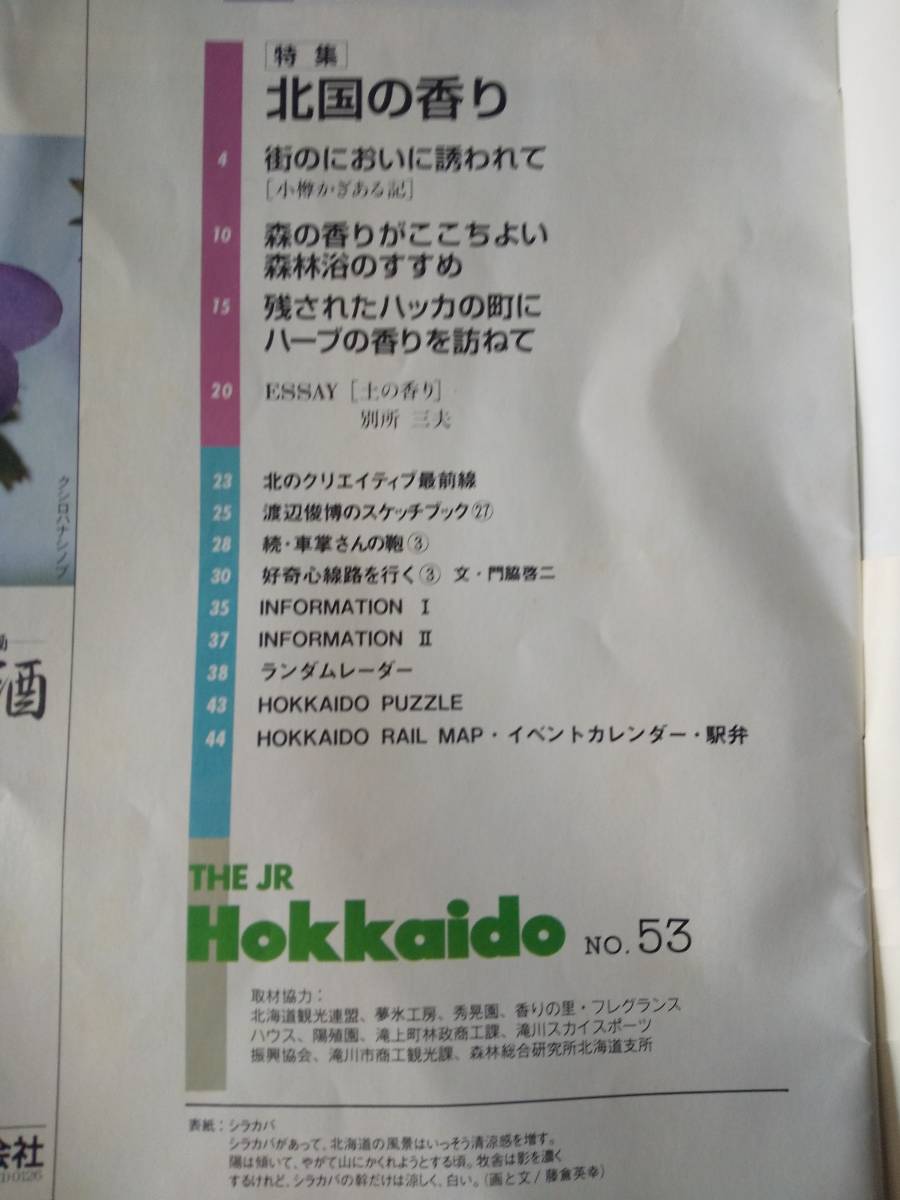 特集
北国の香り
4 街のにおいに誘われて
[小樽かぎある記]
10 森の香りがここちよい
森林浴のすすめ
15 残されたハッカの町に
ハーブの香りを訪ねて
20 ESSAY [土の香り]
別所 三夫
23 北のクリエイティブ最前線
25 渡辺俊博のスケッチブック㉗
28 続・車掌さんの鞄③
30 好奇心線路を行く③ 文・門脇啓二
35 INFORMATION Ⅰ
37 INFORMATION Ⅱ
38 ランダムレーダー
43 HOKKAIDO PUZZLE
44 HOKKAIDO RAIL MAP・イベントカレンダー・駅弁
THE JR
Hokkaido NO. 53
取材協力:
北海道観光連盟、夢氷工房、秀晃園、香りの里・フレグランス
ハウス、陽殖園、滝上町林政商工課、滝川スカイスポーツ
振興協会、滝川市商工観光課、森林総合研究所北海道支所
表紙:シラカバ
シラカバがあって、北海道の風景はいっそう清涼感を増す。
陽は傾いて、やがて山にかくれようとする頃。牧舎は影を濃く
するけれど、シラカバの幹だけは涼しく、白い。(画と文/藤倉英幸)
クシロハナシノブ
酒
会社
0126